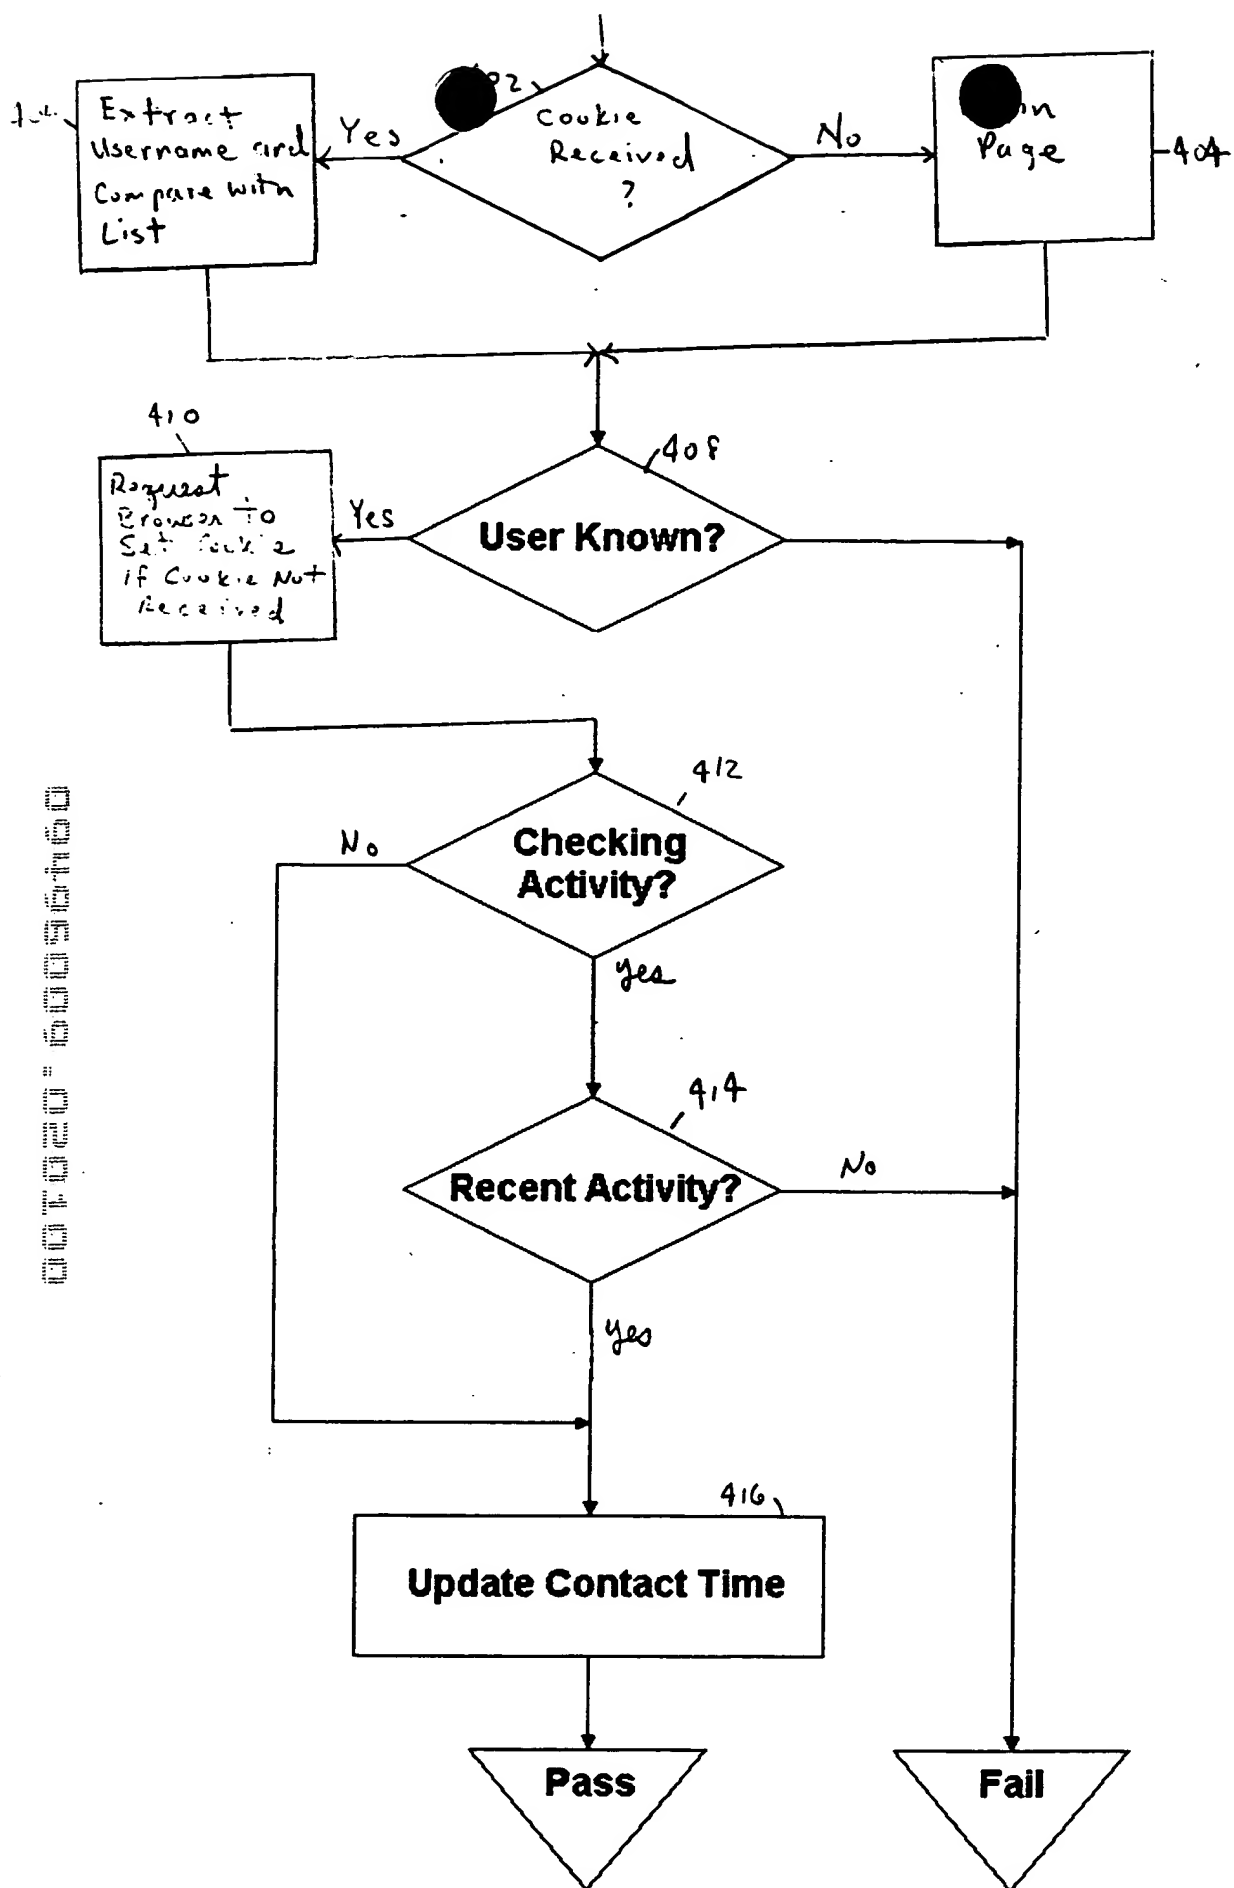 Cookie
Received
?
Yes
No
Extract
Username and
Compare with
List
Page
404
410
408
Request
Browser to
Set Cookie
if Cookie Not
Received
Yes
User Known?
412
No
Checking
Activity?
Yes
414
Recent Activity?
No
Yes
416
Update Contact Time
Pass
Fail